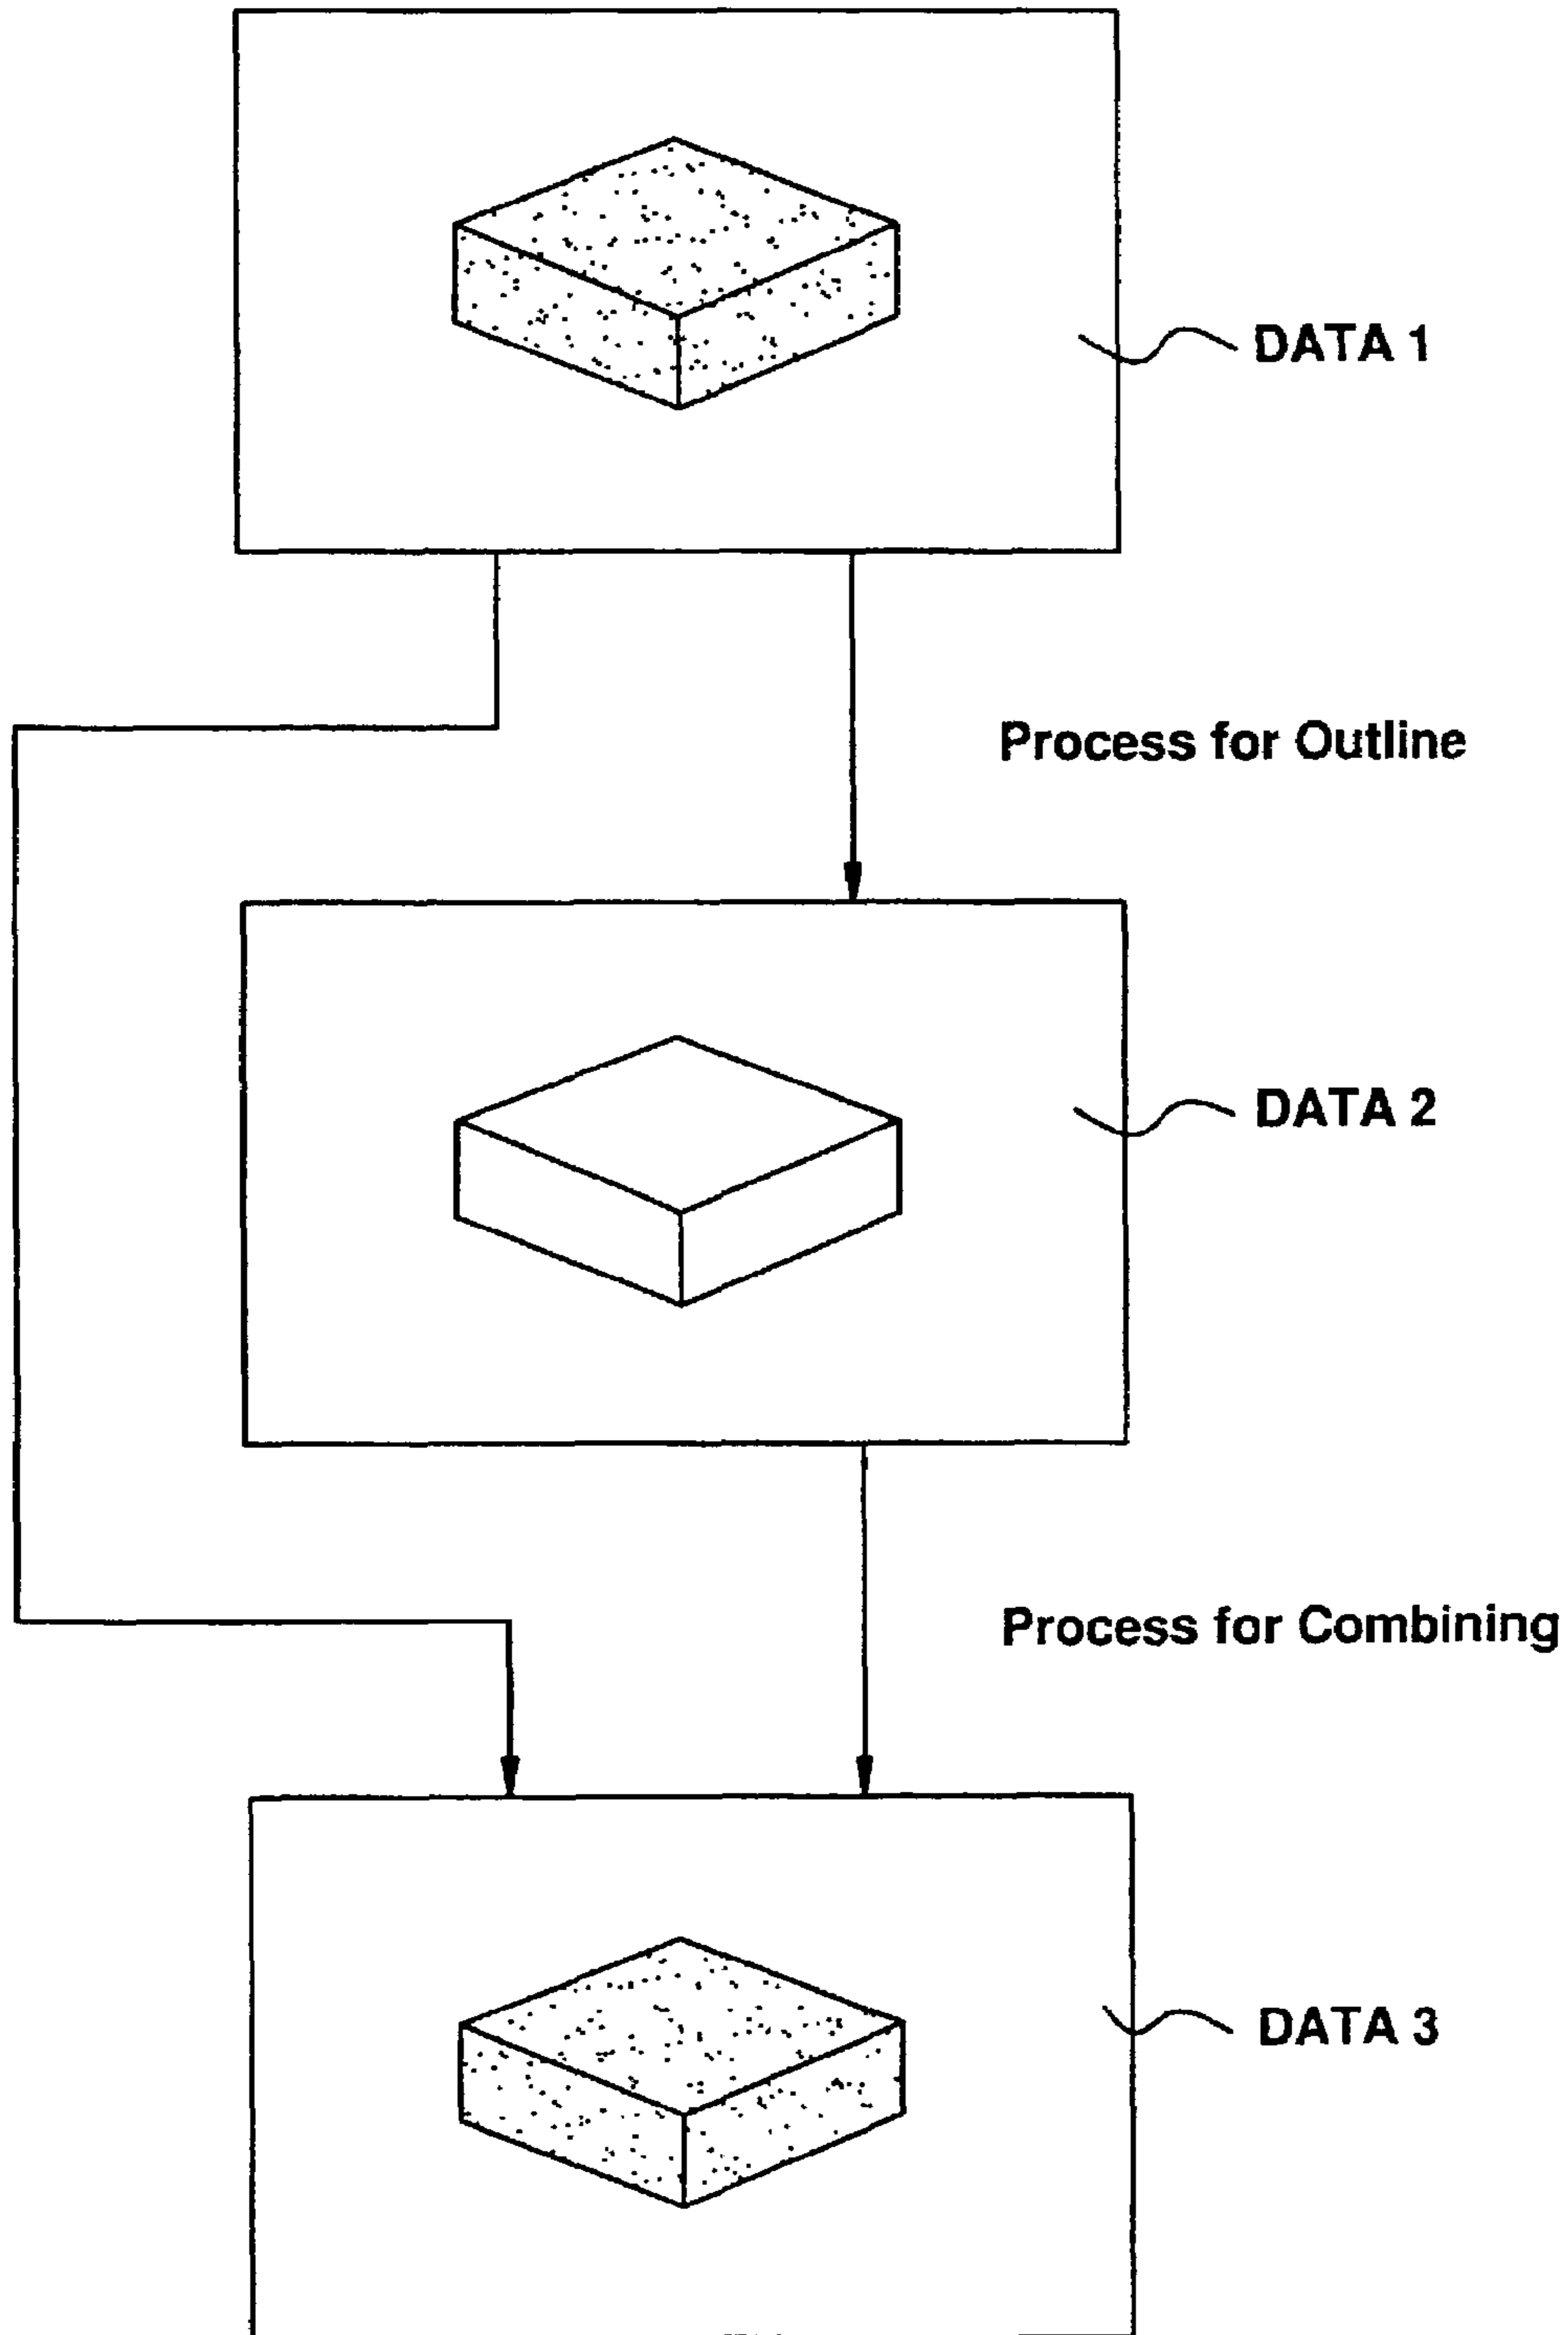 DATA 1
Process for Outline
DATA 2
Process for Combining
DATA 3